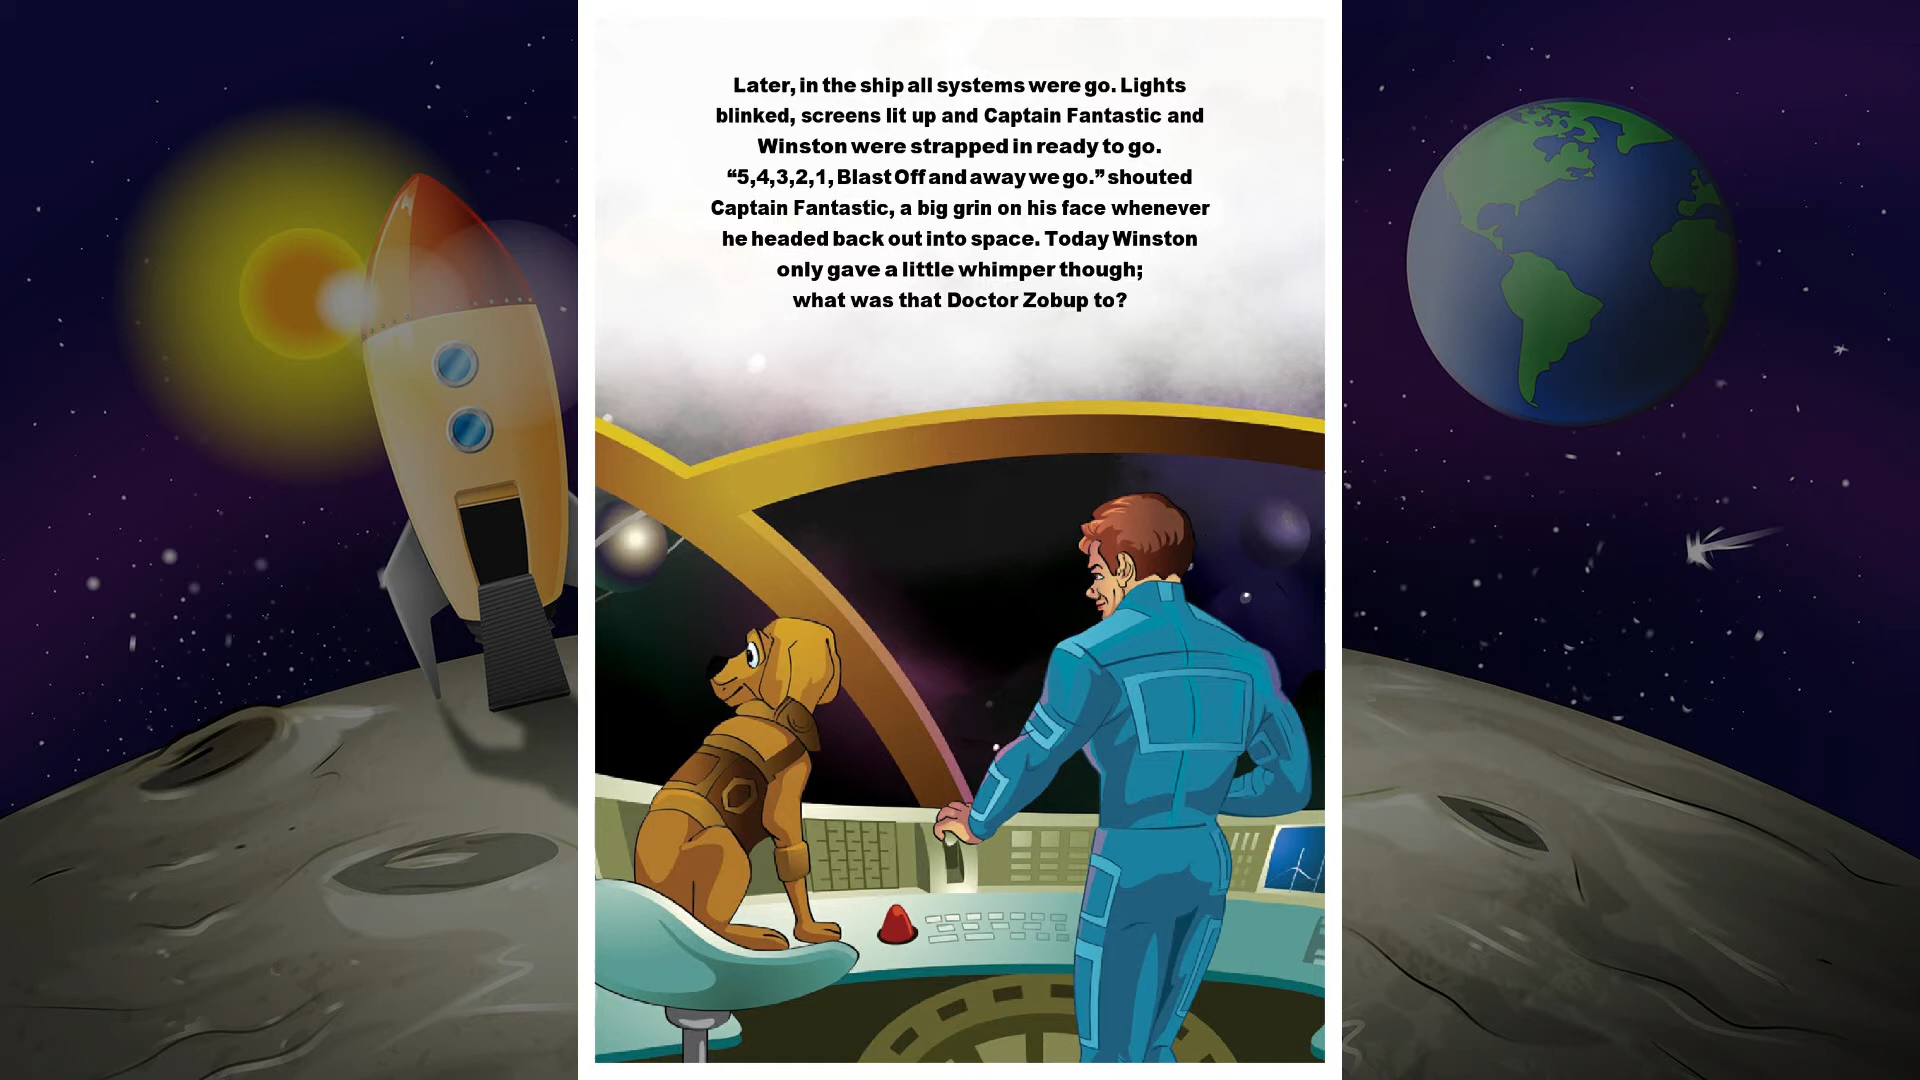 Later, in the ship all systems were go. Lights
blinked, screens lit up and Captain Fantastic and
Winston were strapped in ready to go.
“5,4,3,2,1, Blast Off and away we go.” shouted
Captain Fantastic, a big grin on his face whenever
he headed back out into space. Today Winston
only gave a little whimper though;
what was that Doctor Zobup to?